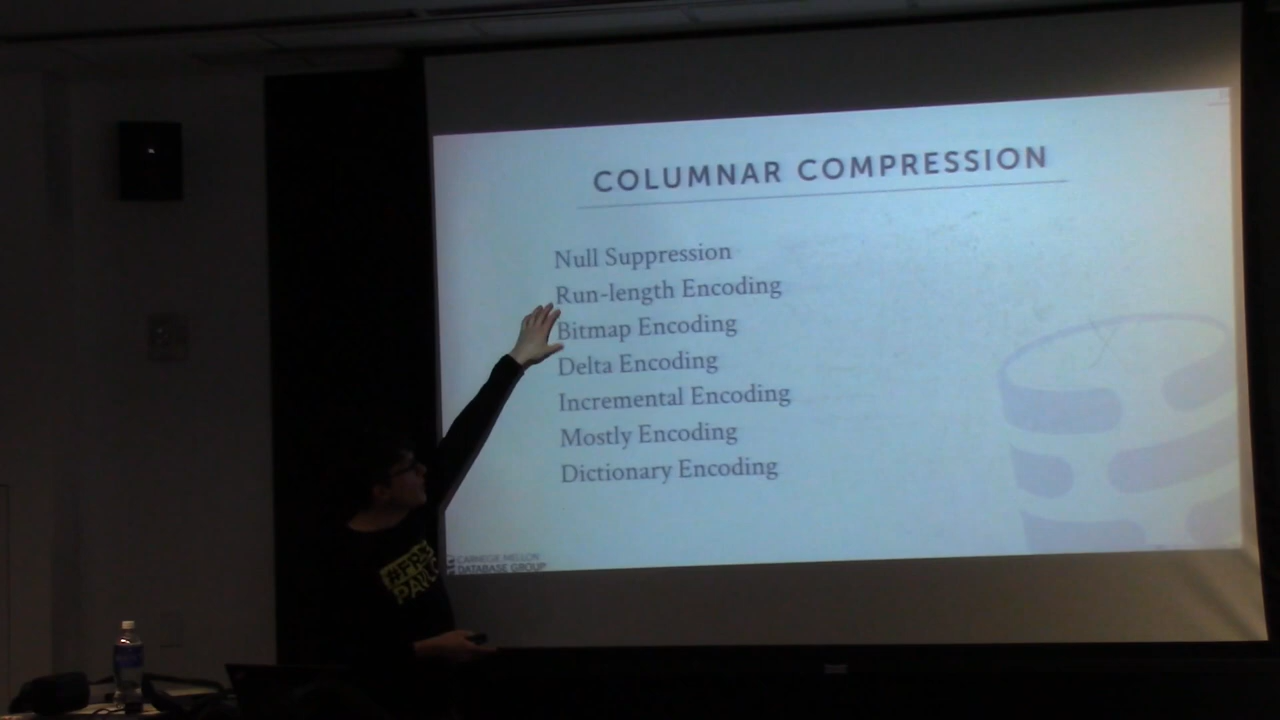 COLUMNAR COMPRESSION
Null Suppression
Run-length Encoding
Bitmap Encoding
Delta Encoding
Incremental Encoding
Mostly Encoding
Dictionary Encoding
CARNEGIE MELLON
DATABASE GROUP